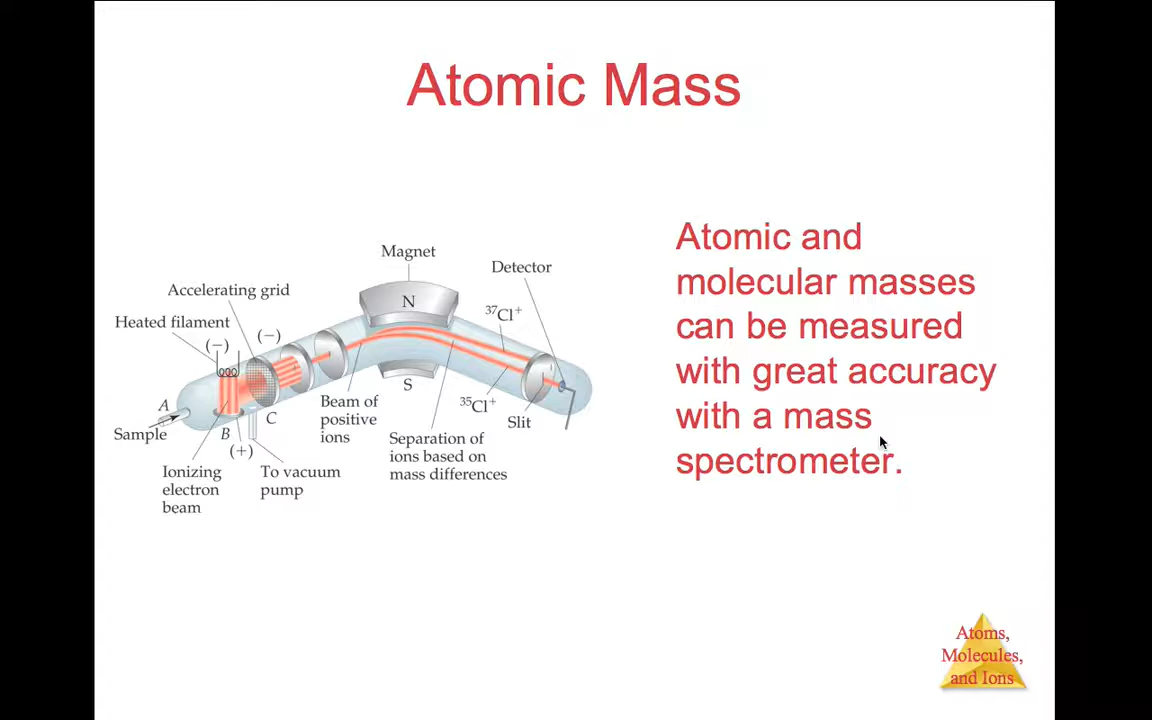 Atomic Mass
Atomic and
molecular masses
can be measured
with great accuracy
with a mass
spectrometer.
Magnet
N
S
Detector
Accelerating grid
Heated filament
(−)
(−)
³⁷Cl⁺
³⁵Cl⁺
A
Sample
B
C
(+)
Beam of
positive
ions
Slit
Separation of
ions based on
mass differences
Ionizing
electron
beam
To vacuum
pump
Atoms,
Molecules,
and Ions